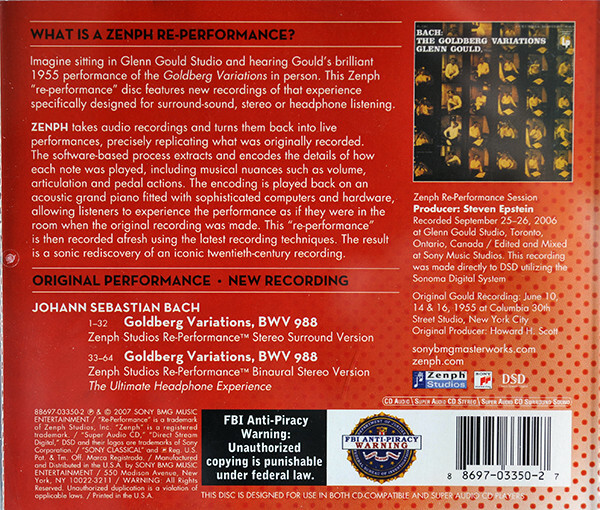 WHAT IS A ZENPH RE-PERFORMANCE?
Imagine sitting in Glenn Gould Studio and hearing Gould's brilliant
1955 performance of the Goldberg Variations in person. This Zenph
"re-performance" disc features new recordings of that experience
specifically designed for surround-sound, stereo or headphone listening.
ZENPH takes audio recordings and turns them back into live
performances, precisely replicating what was originally recorded.
The software-based process extracts and encodes the details of how
each note was played, including musical nuances such as volume,
articulation and pedal actions. The encoding is played back on an
acoustic grand piano fitted with sophisticated computers and hardware,
allowing listeners to experience the performance as if they were in the
room when the original recording was made. This "re-performance"
is then recorded afresh using the latest recording techniques. The result
is a sonic rediscovery of an iconic twentieth-century recording.
ORIGINAL PERFORMANCE • NEW RECORDING
JOHANN SEBASTIAN BACH
1–32 Goldberg Variations, BWV 988
Zenph Studios Re-Performance™ Stereo Surround Version
33–64 Goldberg Variations, BWV 988
Zenph Studios Re-Performance™ Binaural Stereo Version
The Ultimate Headphone Experience
BACH:
THE GOLDBERG VARIATIONS
GLENN GOULD.
LP
Zenph Re-Performance Session
Producer: Steven Epstein
Recorded September 25–26, 2006
at Glenn Gould Studio, Toronto,
Ontario, Canada / Edited and Mixed
at Sony Music Studios. This recording
was made directly to DSD utilizing the
Sonoma Digital System
Original Gould Recording: June 10,
14 & 16, 1955 at Columbia 30th
Street Studio, New York City
Original Producer: Howard H. Scott
sonybmgmasterworks.com
zenph.com
Zenph
Studios
DSD
CD AUDIO | SUPER AUDIO CD STEREO | SUPER AUDIO CD SURROUND SOUND
88697-03350-2 ℗ & © 2007 SONY BMG MUSIC
ENTERTAINMENT / "Re-Performance" is a trademark
of Zenph Studios, Inc. "Zenph" is a registered
trademark. / "Super Audio CD," "Direct Stream
Digital," DSD and their logos are trademarks of Sony
Corporation. / "SONY CLASSICAL" and Reg. U.S.
Pat. & Tm. Off. Marca Registrada. / Manufactured
and Distributed in the U.S.A. by SONY BMG MUSIC
ENTERTAINMENT / 550 Madison Avenue, New
York, NY 10022-3211 / WARNING: All Rights
Reserved. Unauthorized duplication is a violation of
applicable laws. / Printed in the U.S.A.
FBI Anti-Piracy
Warning:
Unauthorized
copying is punishable
under federal law.
FBI ANTI-PIRACY
WARNING
8 88697-03350-2 7
THIS DISC IS DESIGNED FOR USE IN BOTH CD-COMPATIBLE AND SUPER AUDIO CD PLAYERS